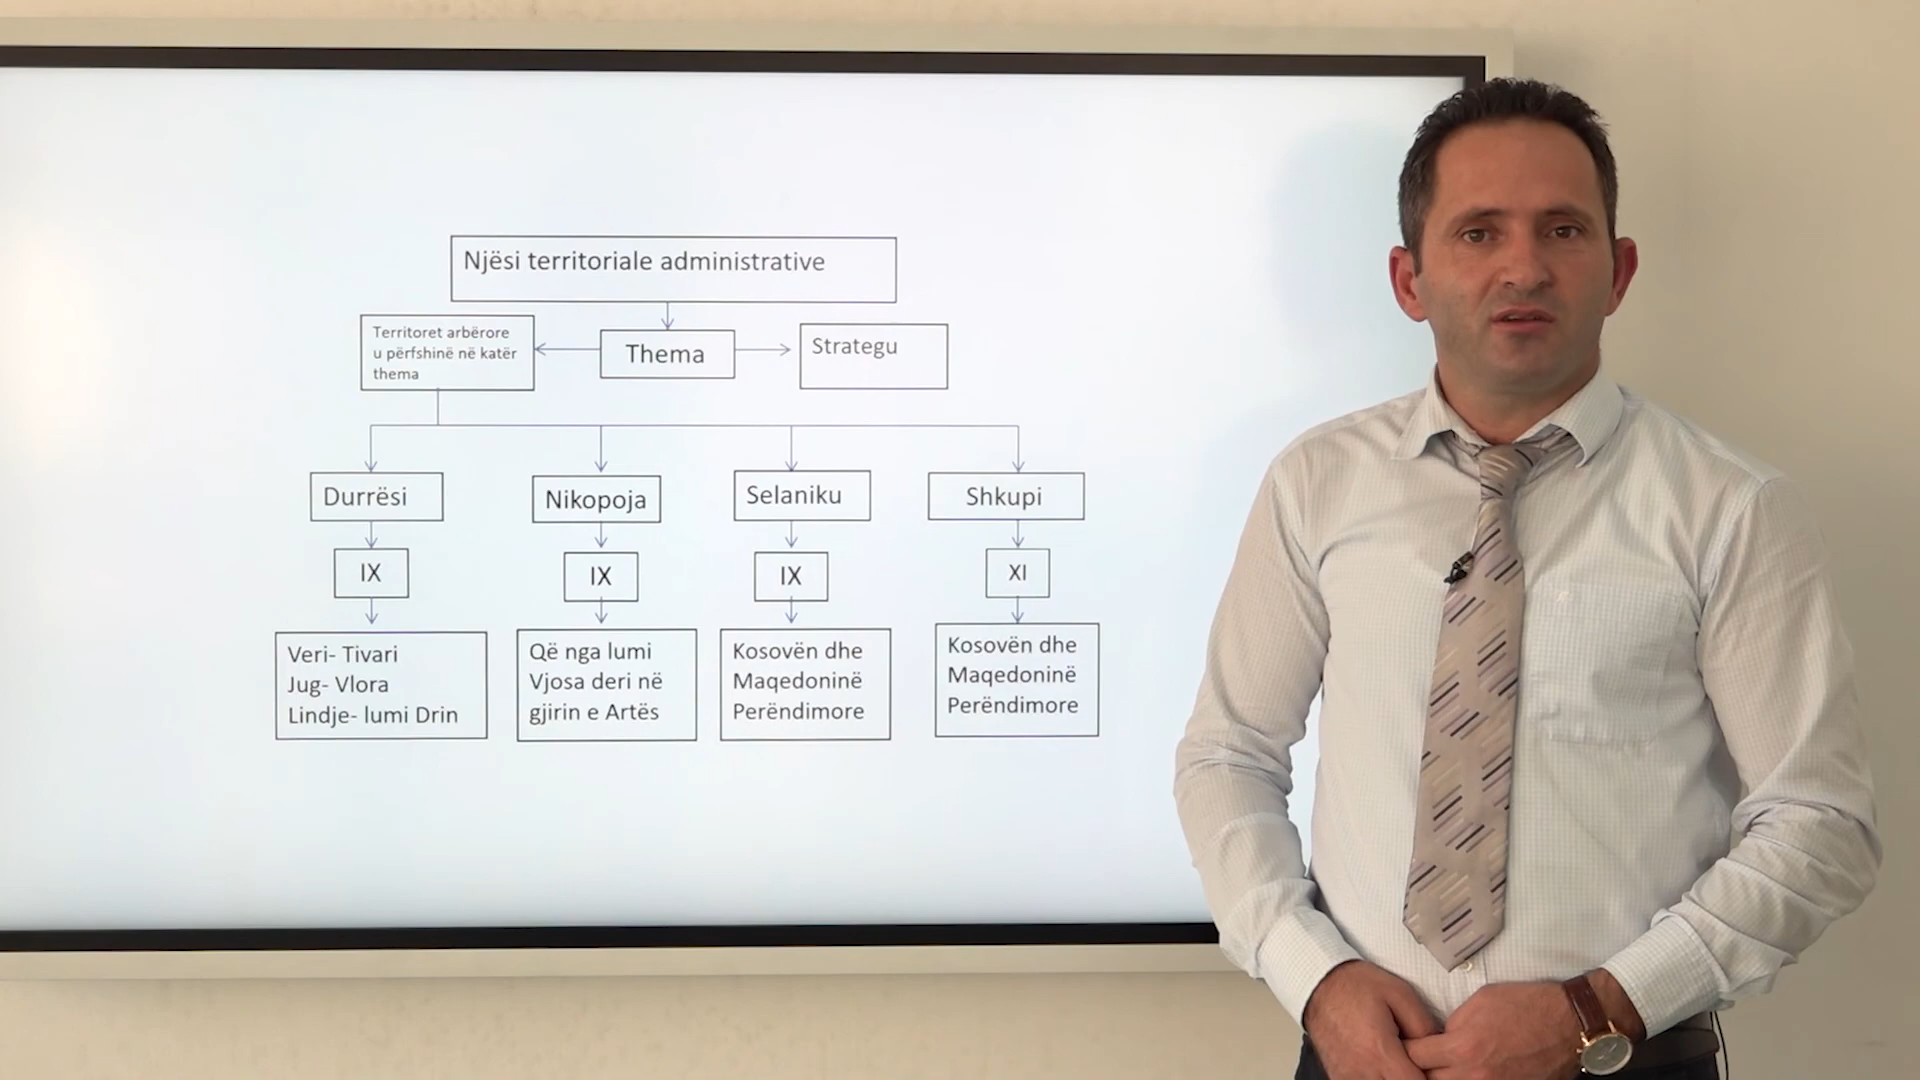 Njësi territoriale administrative
Territoret arbërore
u përfshinë në katër
thema
Thema
Strategu
Durrësi
Nikopoja
Selaniku
Shkupi
IX
IX
IX
XI
Veri- Tivari
Jug- Vlora
Lindje- lumi Drin
Që nga lumi
Vjosa deri në
gjirin e Artës
Kosovën dhe
Maqedoninë
Perëndimore
Kosovën dhe
Maqedoninë
Perëndimore